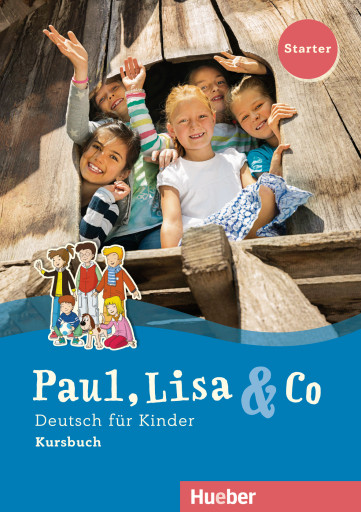 Starter
Paul, Lisa & Co
Deutsch für Kinder
Kursbuch
Hueber